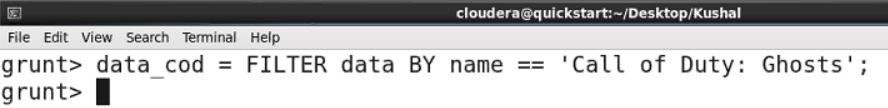 cloudera@quickstart:~/Desktop/Kushal
File Edit View Search Terminal Help
grunt> data_cod = FILTER data BY name == 'Call of Duty: Ghosts';
grunt>